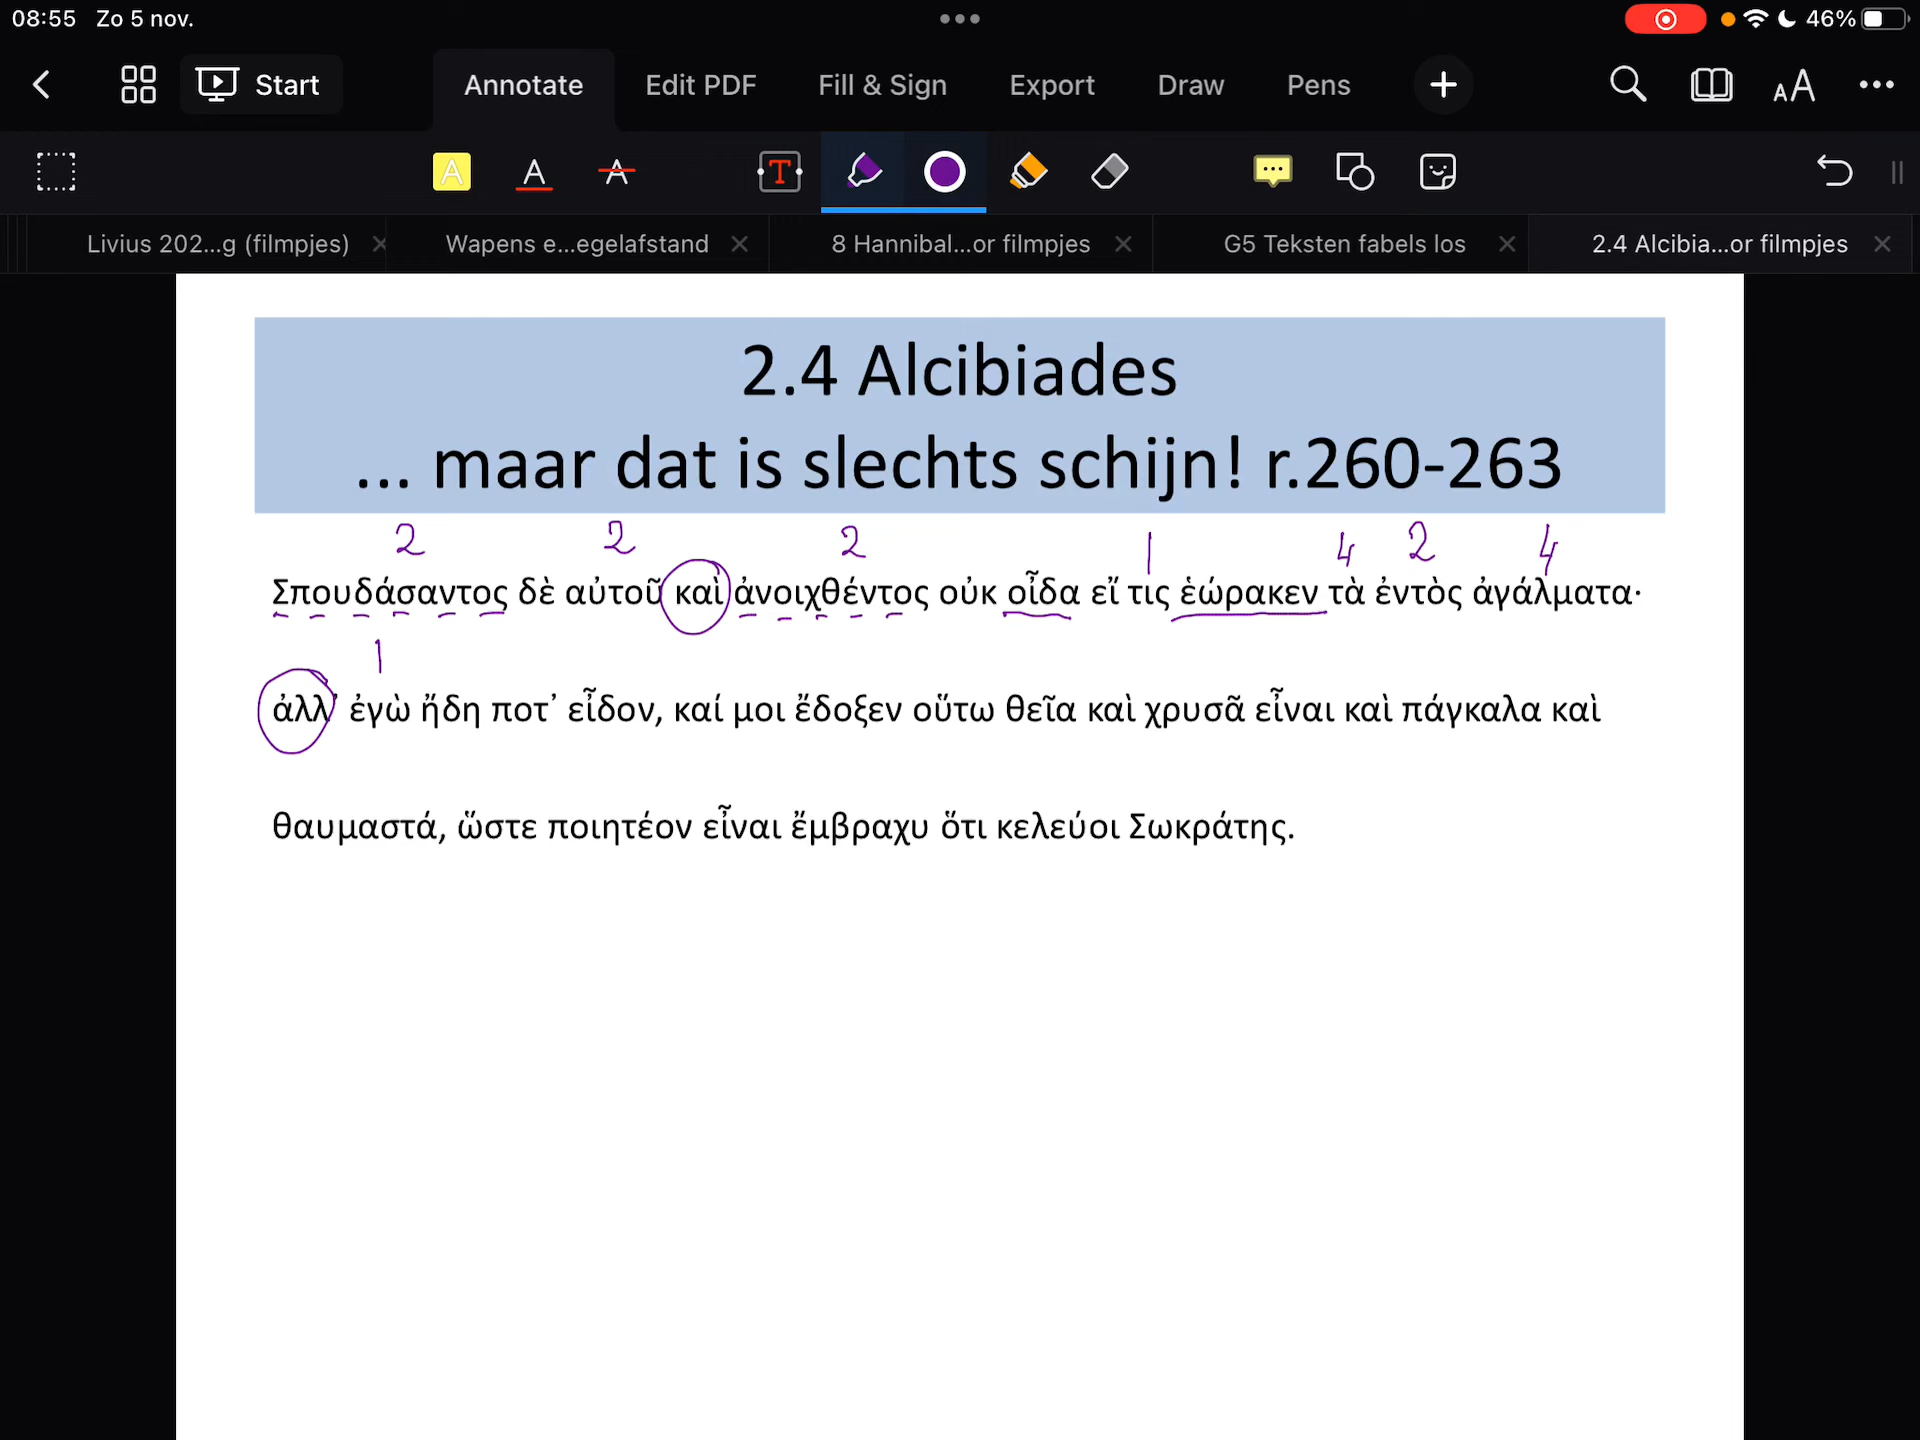 08:55 Zo 5 nov.
46%
Start Annotate Edit PDF Fill & Sign Export Draw Pens
Livius 202...g (filmpjes) Wapens e...egelafstand 8 Hannibal...or filmpjes G5 Teksten fabels los 2.4 Alcibia...or filmpjes
2.4 Alcibiades
... maar dat is slechts schijn! r.260-263
2 2 2 1 4 2 4
Σπουδάσαντος δὲ αὐτοῦ καὶ ἀνοιχθέντος οὐκ οἶδα εἴ τις ἑώρακεν τὰ ἐντὸς ἀγάλματα·
1
ἀλλ᾽ ἐγὼ ἤδη ποτ᾽ εἶδον, καί μοι ἔδοξεν οὕτω θεῖα καὶ χρυσᾶ εἶναι καὶ πάγκαλα καὶ
θαυμαστά, ὥστε ποιητέον εἶναι ἔμβραχυ ὅτι κελεύοι Σωκράτης.